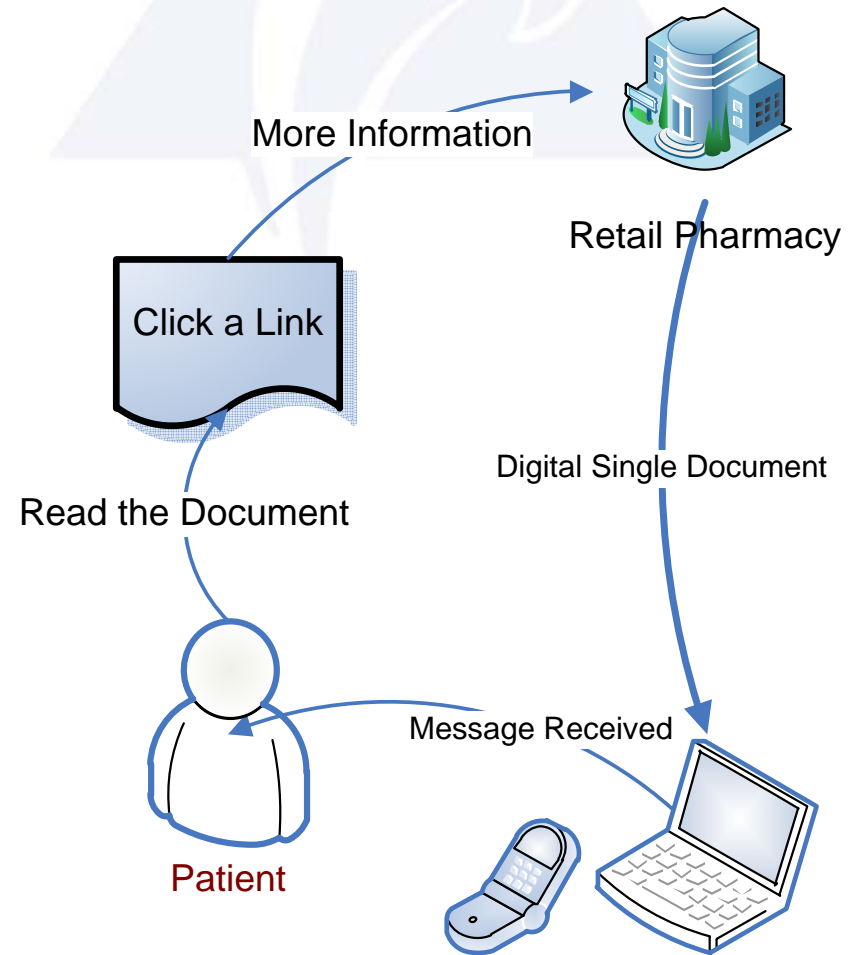 More Information
Retail Pharmacy
Click a Link
Digital Single Document
Read the Document
Message Received
Patient